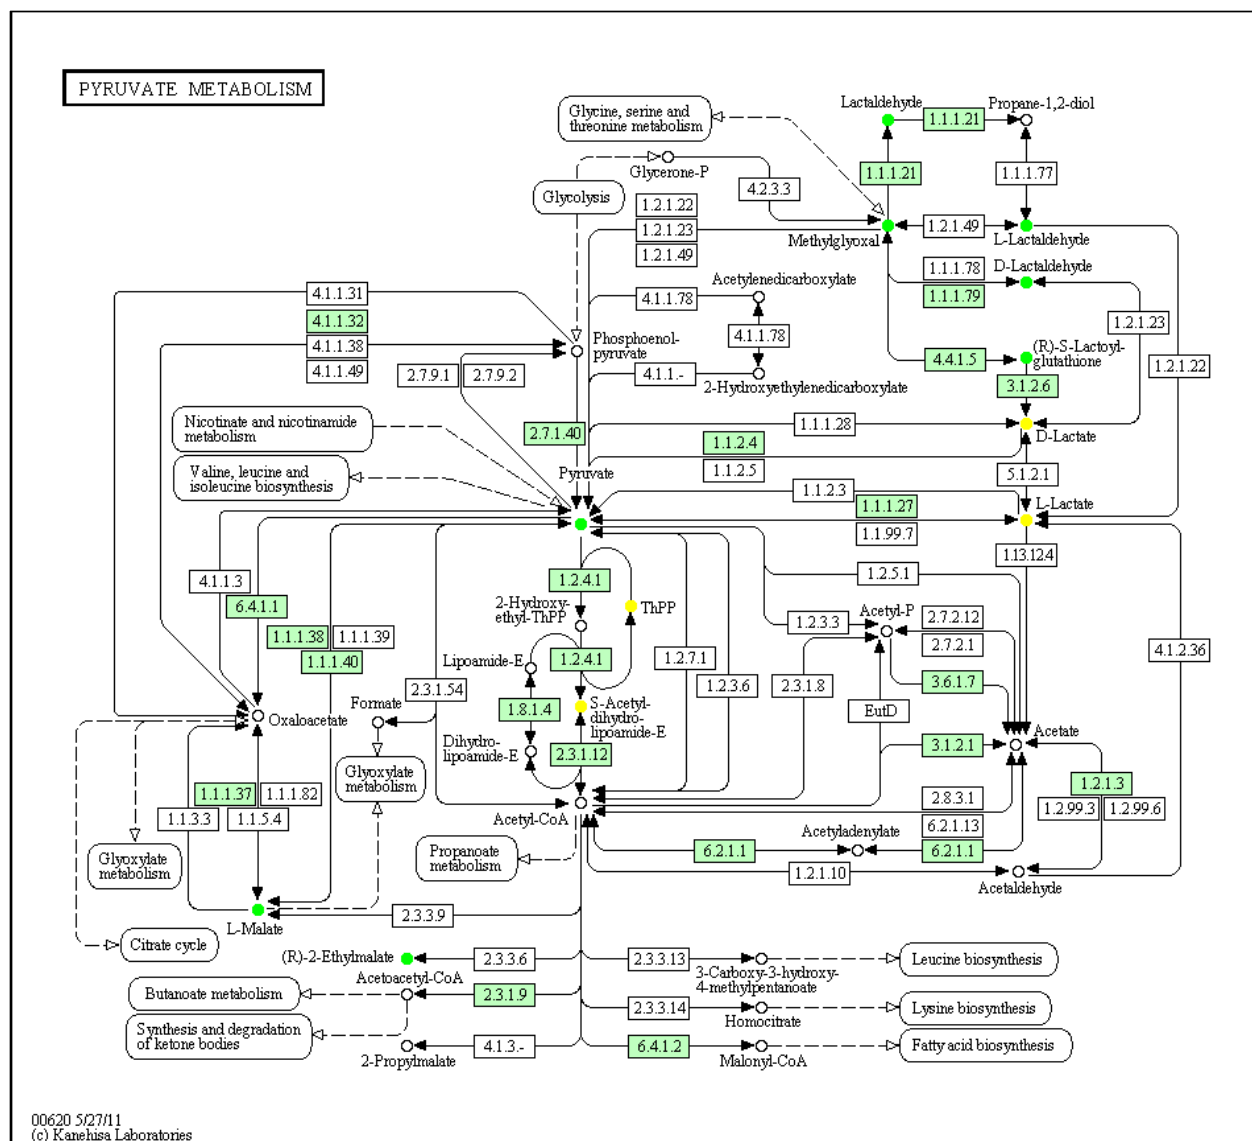 PYRUVATE METABOLISM
Glycine, serine and
threonine metabolism
Lactaldehyde
1.1.1.21
Propane-1,2-diol
Glycerone-P
4.2.3.3
1.1.1.21
1.1.1.77
Glycolysis
1.2.1.22
1.2.1.23
1.2.1.49
Methylglyoxal
1.2.1.49
L-Lactaldehyde
1.1.1.78
1.1.1.79
D-Lactaldehyde
Acetylenedicarboxylate
4.1.1.78
4.1.1.78
4.1.1.-
2-Hydroxyethylenedicarboxylate
1.2.1.23
1.2.1.22
4.1.1.31
4.1.1.32
4.1.1.38
4.1.1.49
Phosphoenol-
pyruvate
2.7.9.1
2.7.9.2
4.4.1.5
(R)-S-Lactoyl-
glutathione
3.1.2.6
Nicotinate and nicotinamide
metabolism
2.7.1.40
1.1.1.28
D-Lactate
1.1.2.4
1.1.2.5
Valine, leucine and
isoleucine biosynthesis
Pyruvate
5.1.2.1
1.1.2.3
L-Lactate
1.1.1.27
1.1.99.7
1.13.12.4
4.1.1.3
6.4.1.1
1.1.1.38
1.1.1.39
1.1.1.40
1.2.4.1
2-Hydroxy-
ethyl-ThPP
ThPP
1.2.5.1
Acetyl-P
1.2.3.3
2.7.2.12
2.7.2.1
4.1.2.36
Lipoamide-E
1.2.4.1
1.2.7.1
1.2.3.6
2.3.1.8
3.6.1.7
2.3.1.54
Formate
1.8.1.4
S-Acetyl-
dihydro-
lipoamide-E
EutD
Oxaloacetate
Dihydro-
lipoamide-E
2.3.1.12
3.1.2.1
Acetate
Glyoxylate
metabolism
1.2.1.3
1.2.99.3
1.2.99.6
1.1.1.37
1.1.1.82
1.1.3.3
1.1.5.4
Acetyl-CoA
2.8.3.1
6.2.1.13
6.2.1.1
Acetyladenylate
6.2.1.1
Glyoxylate
metabolism
Propanoate
metabolism
1.2.1.10
Acetaldehyde
L-Malate
2.3.3.9
Citrate cycle
(R)-2-Ethylmalate
2.3.3.6
2.3.3.13
3-Carboxy-3-hydroxy-
4-methylpentanoate
Leucine biosynthesis
Acetoacetyl-CoA
Butanoate metabolism
2.3.1.9
2.3.3.14
Homocitrate
Lysine biosynthesis
Synthesis and degradation
of ketone bodies
2-Propylmalate
4.1.3.-
6.4.1.2
Malonyl-CoA
Fatty acid biosynthesis
00620 5/27/11
(c) Kanehisa Laboratories